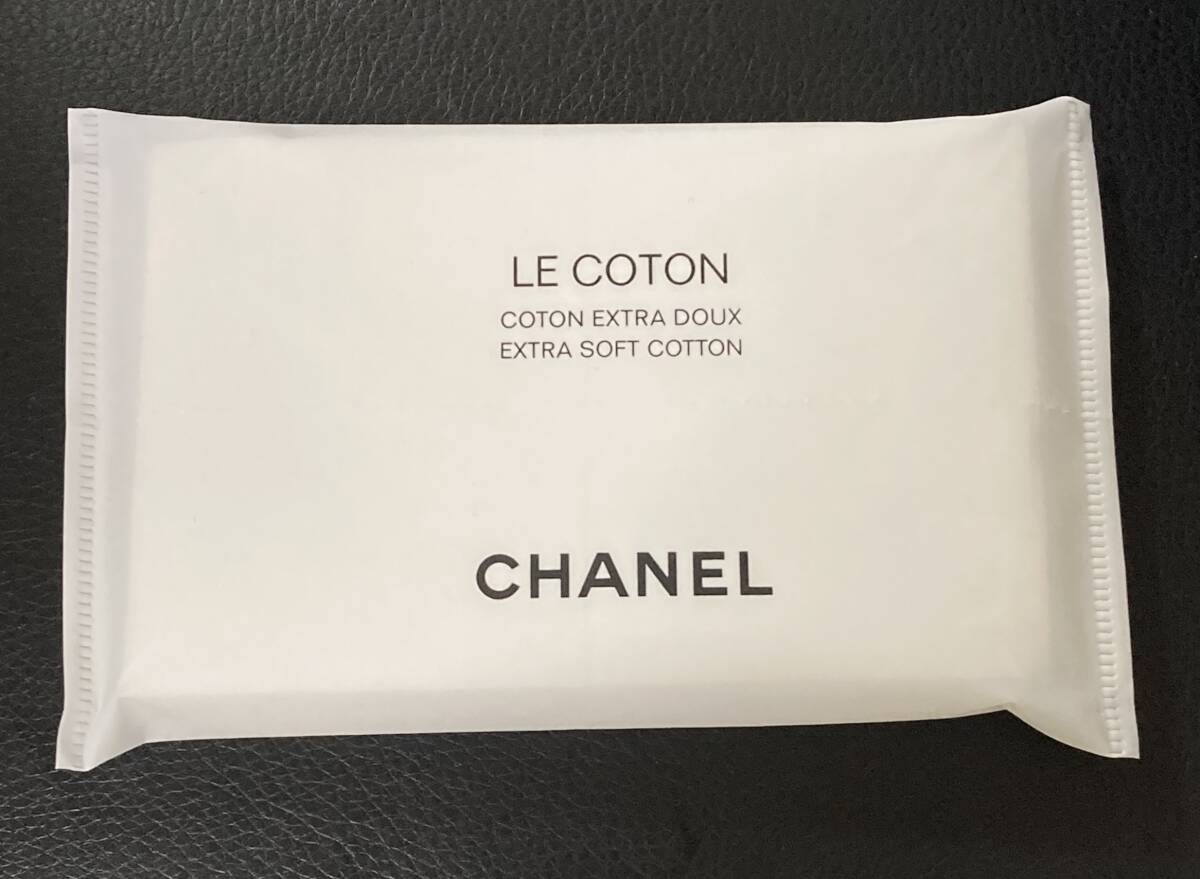 LE COTON
COTON EXTRA DOUX
EXTRA SOFT COTTON
CHANEL